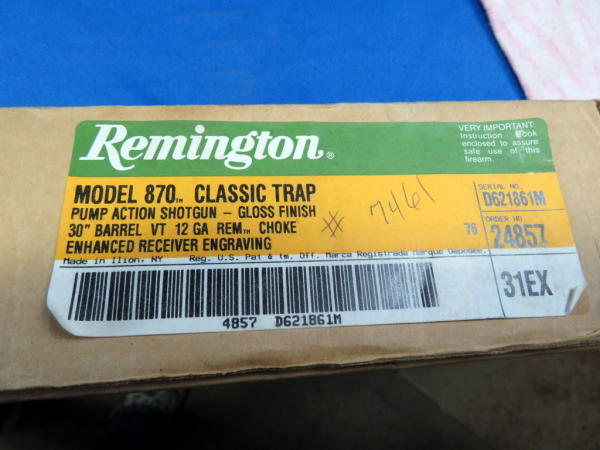 Remington®
VERY IMPORTANT:
Instruction Book
enclosed to assure
safe use of this
firearm.
MODEL 870™ CLASSIC TRAP
PUMP ACTION SHOTGUN - GLOSS FINISH
30" BARREL VT 12 GA REM™ CHOKE
ENHANCED RECEIVER ENGRAVING
# 7461
76
SERIAL NO.
D621861M
ORDER NO.
24857
Made in Ilion, NY Reg. U.S. Pat & tm. Off. Marca Registrada Marque Deposee.
31EX
4857 D621861M